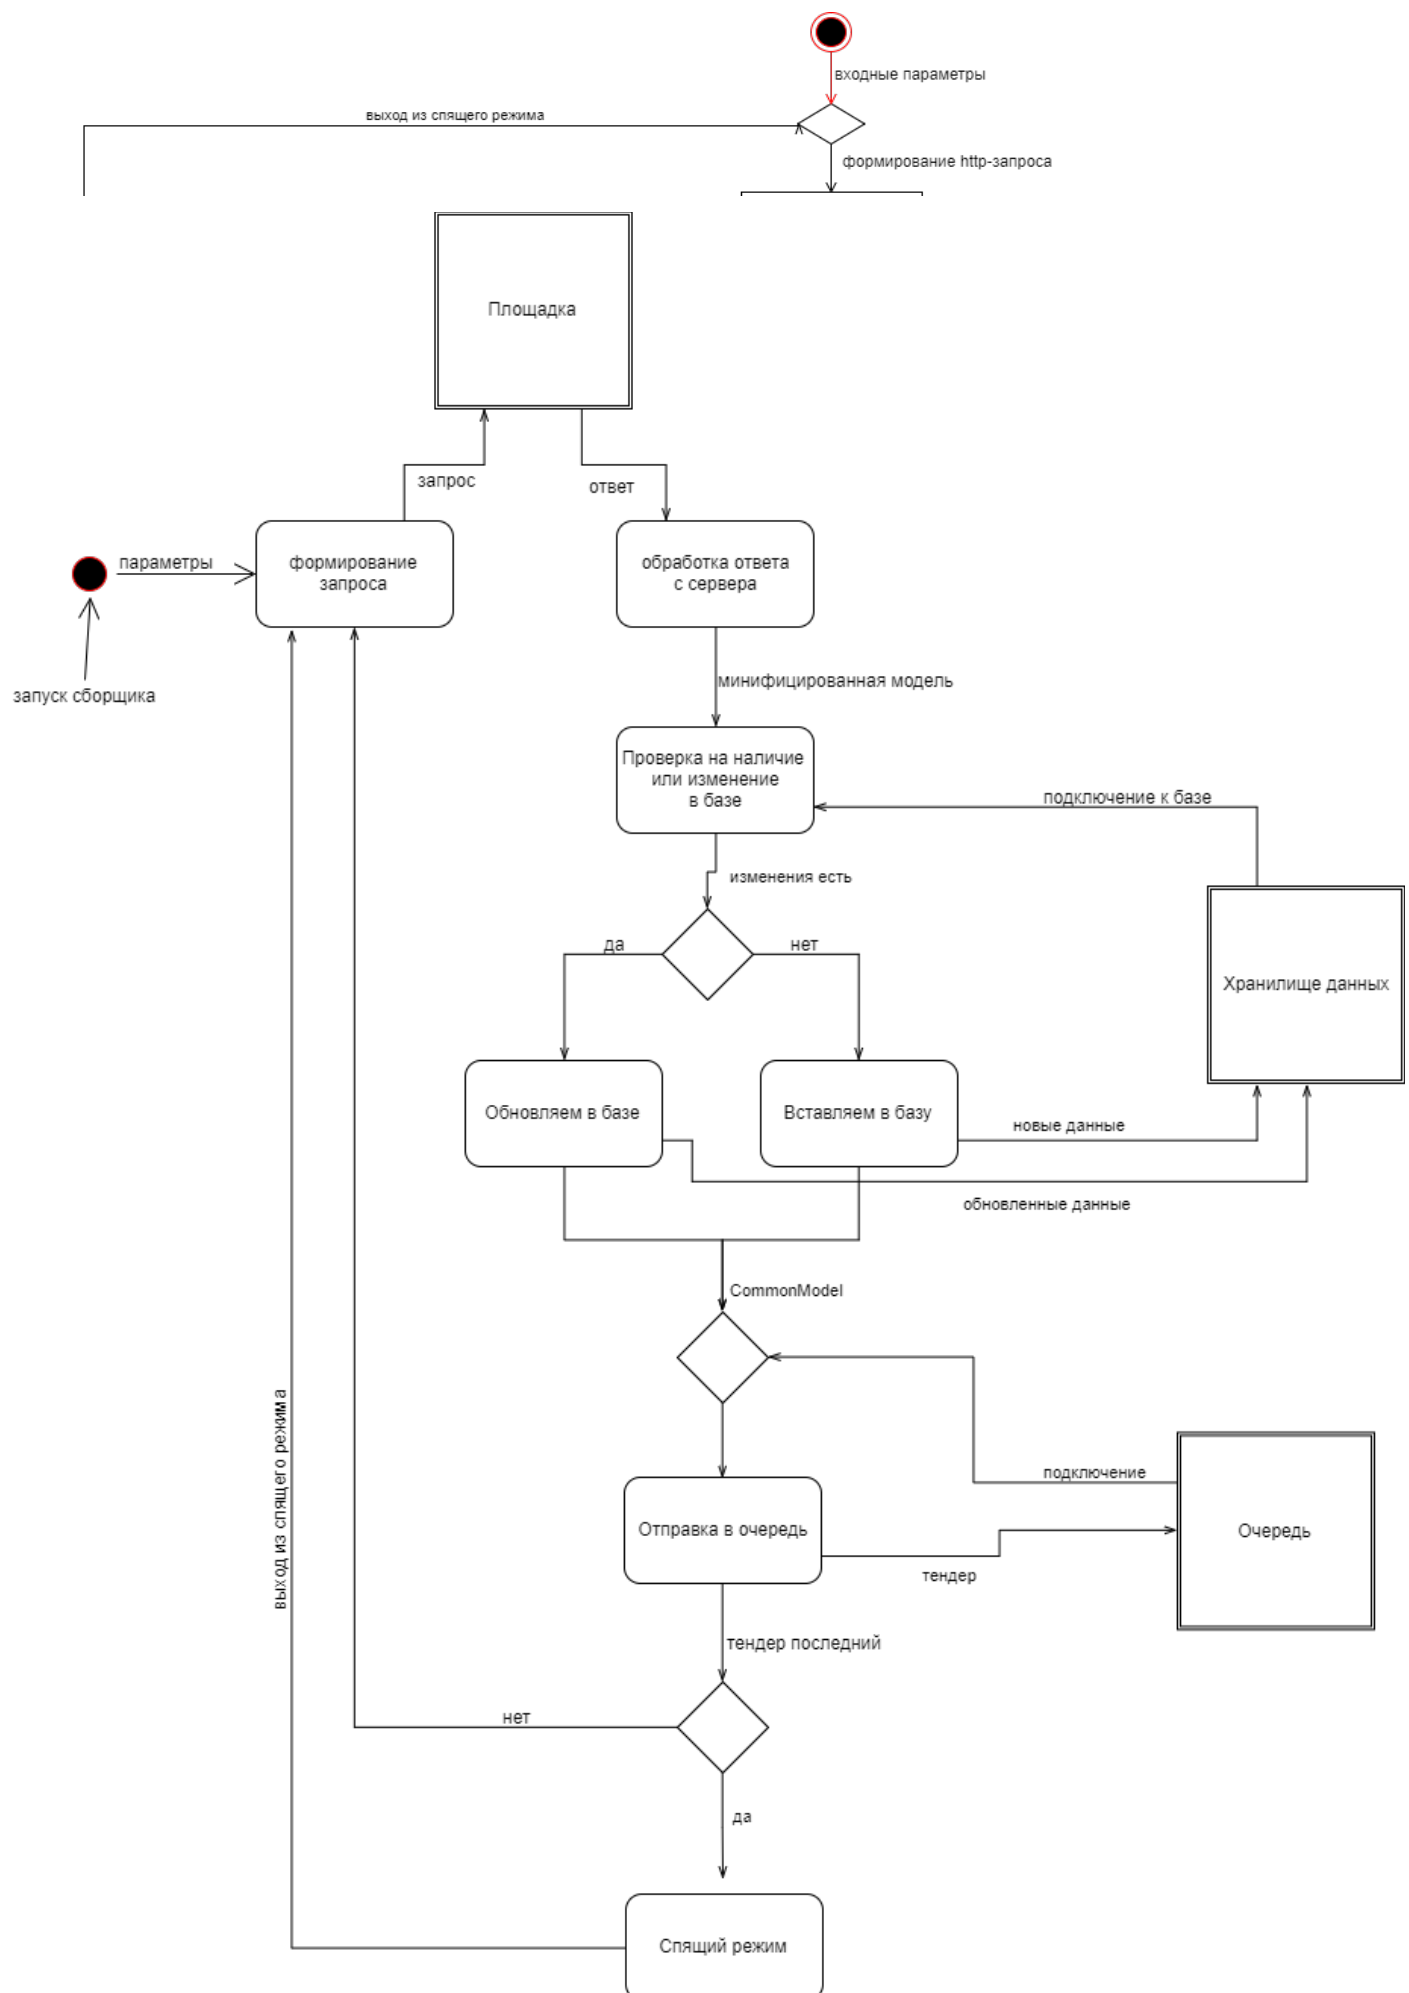 входные параметры
выход из спящего режима
формирование http-запроса
Площадка
запрос
ответ
параметры
формирование
запроса
обработка ответа
с сервера
запуск сборщика
минифицированная модель
Проверка на наличие
или изменение
в базе
подключение к базе
изменения есть
да
нет
Хранилище данных
Обновляем в базе
Вставляем в базу
новые данные
обновленные данные
CommonModel
выход из спящего режима
подключение
Отправка в очередь
Очередь
тендер
тендер последний
нет
да
Спящий режим